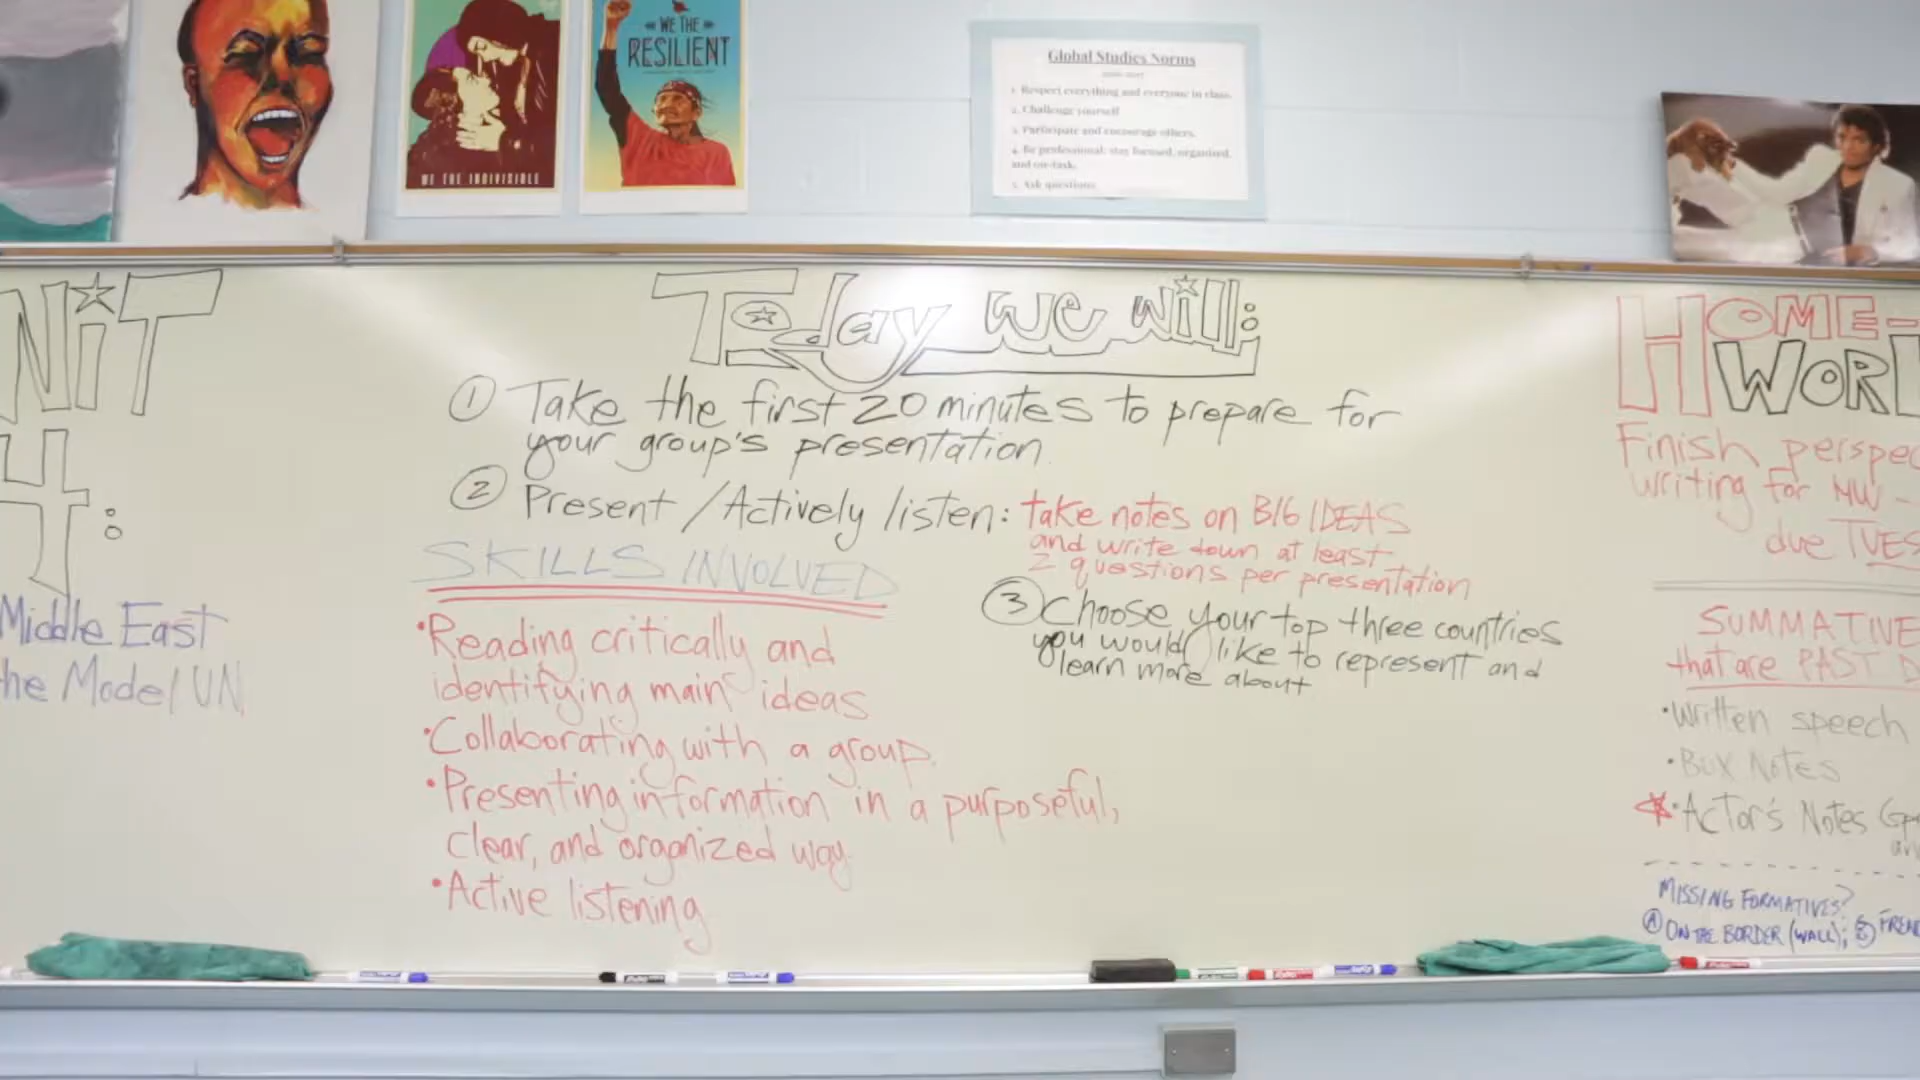 WE THE INDIVISIBLE
WE THE
RESILIENT
Global Studies Norms
1. Respect everything and everyone in class.
2. Challenge yourself
3. Participate and encourage others.
4. Be professional: stay focused, organized,
and on-task.
5. Ask questions.
NiT
4:
Middle East
the Model UN
Today we will:
① Take the first 20 minutes to prepare for
your group's presentation.
② Present / Actively listen: take notes on BIG IDEAS
and write down at least
2 questions per presentation
③ Choose your top three countries
you would like to represent and
learn more about
SKILLS INVOLVED
• Reading critically and
identifying main ideas
• Collaborating with a group.
• Presenting information in a purposeful,
clear, and organized way.
• Active listening
HOME-
WORK
Finish perspec
writing for MW -
due TUES
SUMMATIVE
that are PAST D
• Written speech
• Box Notes
• Actor's Notes
MISSING FORMATIVES?
Ⓐ ON THE BORDER (WALL); Ⓑ